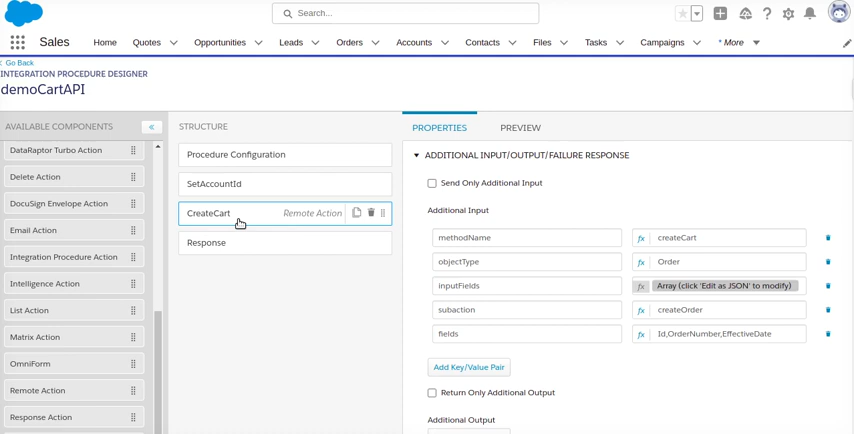 Search...
Sales
Home
Quotes
Opportunities
Leads
Orders
Accounts
Contacts
Files
Tasks
Campaigns
* More
Go Back
INTEGRATION PROCEDURE DESIGNER
demoCartAPI
AVAILABLE COMPONENTS
DataRaptor Turbo Action
Delete Action
DocuSign Envelope Action
Email Action
Integration Procedure Action
Intelligence Action
List Action
Matrix Action
OmniForm
Remote Action
Response Action
STRUCTURE
Procedure Configuration
SetAccountId
CreateCart Remote Action
Response
PROPERTIES PREVIEW
ADDITIONAL INPUT/OUTPUT/FAILURE RESPONSE
Send Only Additional Input
Additional Input
methodName fx createCart
objectType fx Order
inputFields fx Array (click 'Edit as JSON' to modify)
subaction fx createOrder
fields fx Id,OrderNumber,EffectiveDate
Add Key/Value Pair
Return Only Additional Output
Additional Output